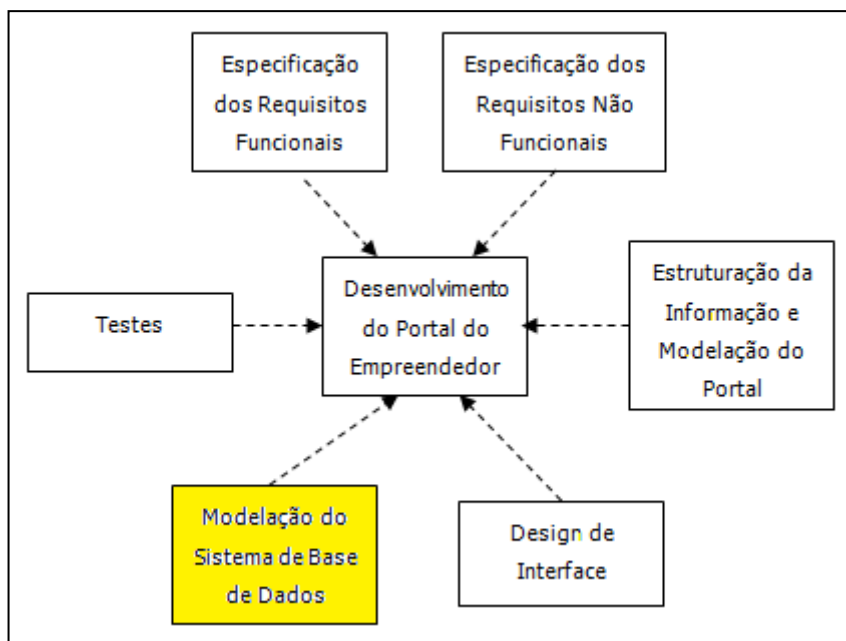 Especificação
dos Requisitos
Funcionais
Especificação dos
Requisitos Não
Funcionais
Desenvolvimento
do Portal do
Empreendedor
Estruturação da
Informação e
Modelação do
Portal
Testes
Modelação do
Sistema de Base
de Dados
Design de
Interface